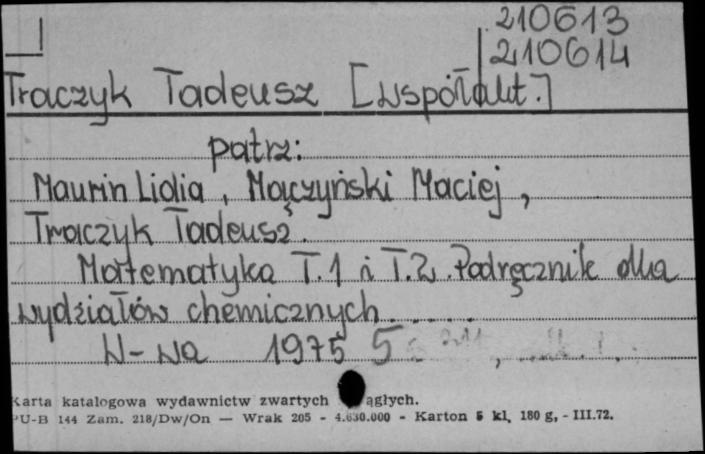 210613
210614
Traczyk Tadeusz [współaut.]
patrz:
Maurin Lidia, Mączyński Maciej,
Traczyk Tadeusz.
Matematyka T.1 i T.2. Podręcznik dla
wydziałów chemicznych.....
W-wa 1975
Karta katalogowa wydawnictw zwartych ągłych.
PU-B 144 Zam. 218/Dw/On — Wrak 205 - 4.630.000 - Karton 5 kl, 180 g, - III.72.